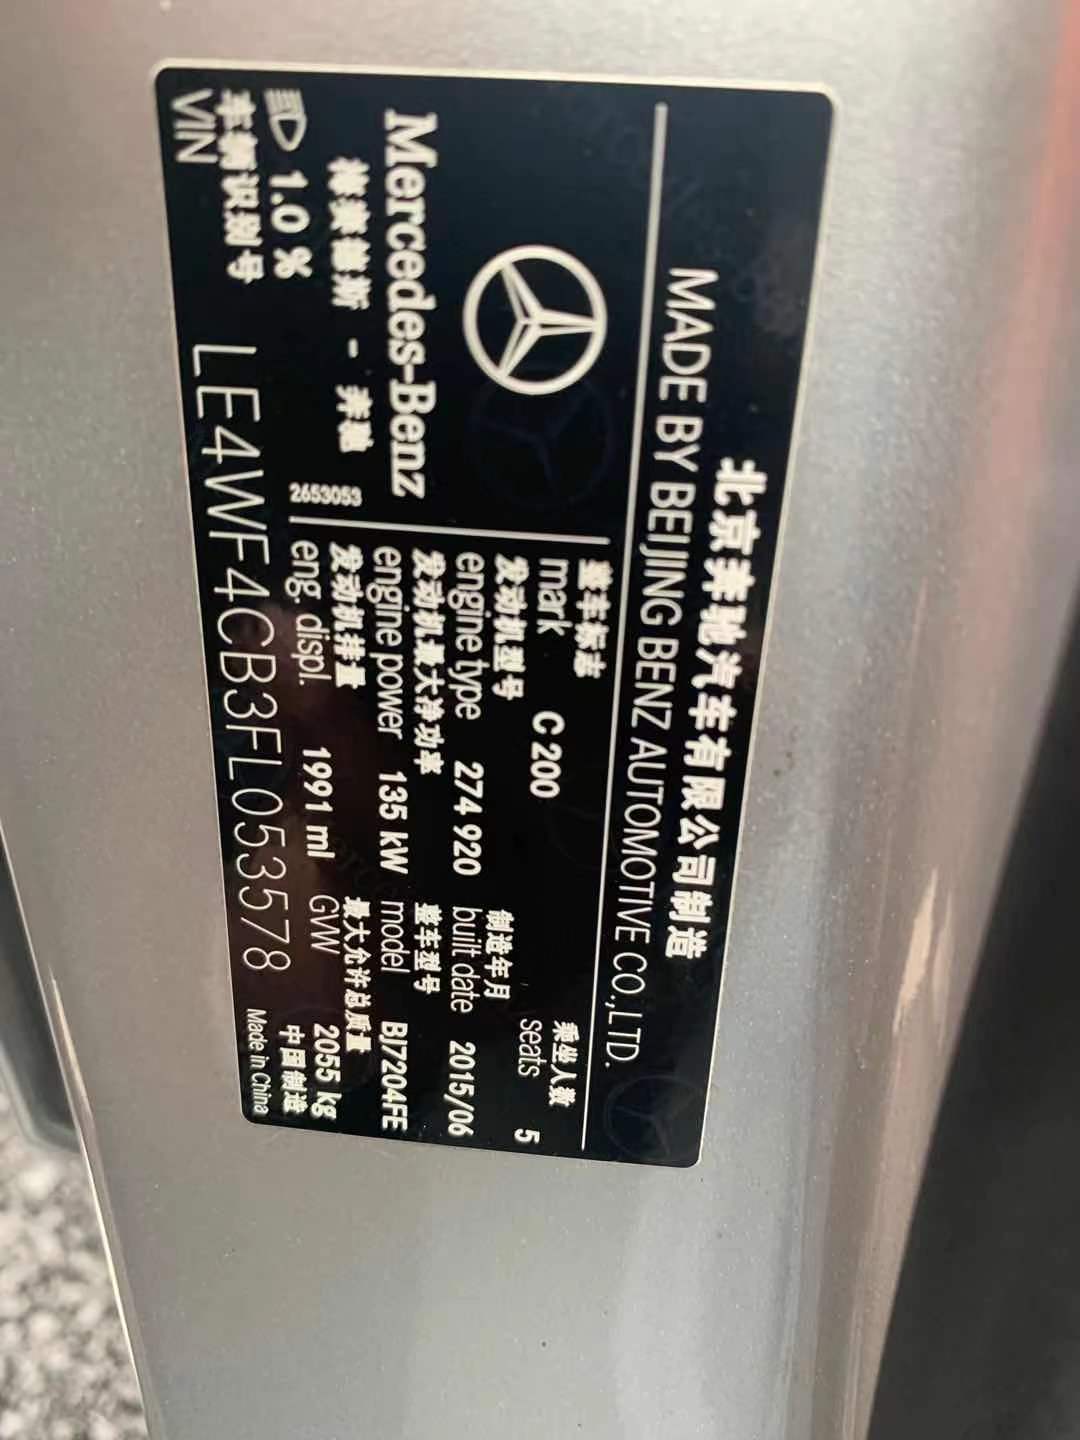 北京奔驰汽车有限公司制造
MADE BY BEIJING BENZ AUTOMOTIVE CO.,LTD.
Mercedes-Benz
梅赛德斯 - 奔驰
2653053
整车标志
mark C 200
乘坐人数
seats 5
发动机型号
engine type 274 920
制造年月
built date 2015/06
发动机最大净功率
engine power 135 kW
整车型号
model BJ7204FE
发动机排量
eng. displ. 1991 ml
最大允许总质量
GVW 2055 kg
1.0 %
中国制造
Made in China
车辆识别号
VIN LE4WF4CB3FL053578